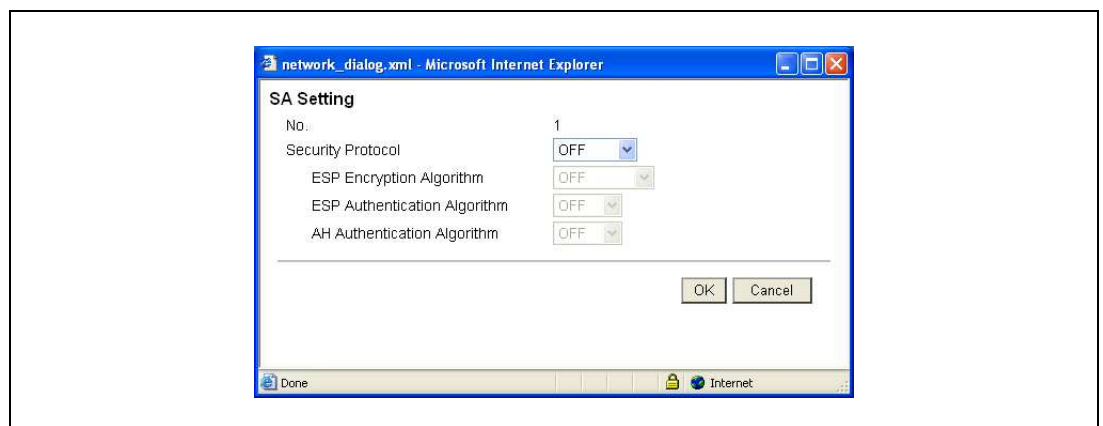 network_dialog.xml - Microsoft Internet Explorer
SA Setting
No. 1
Security Protocol OFF
ESP Encryption Algorithm OFF
ESP Authentication Algorithm OFF
AH Authentication Algorithm OFF
OK Cancel
Done Internet